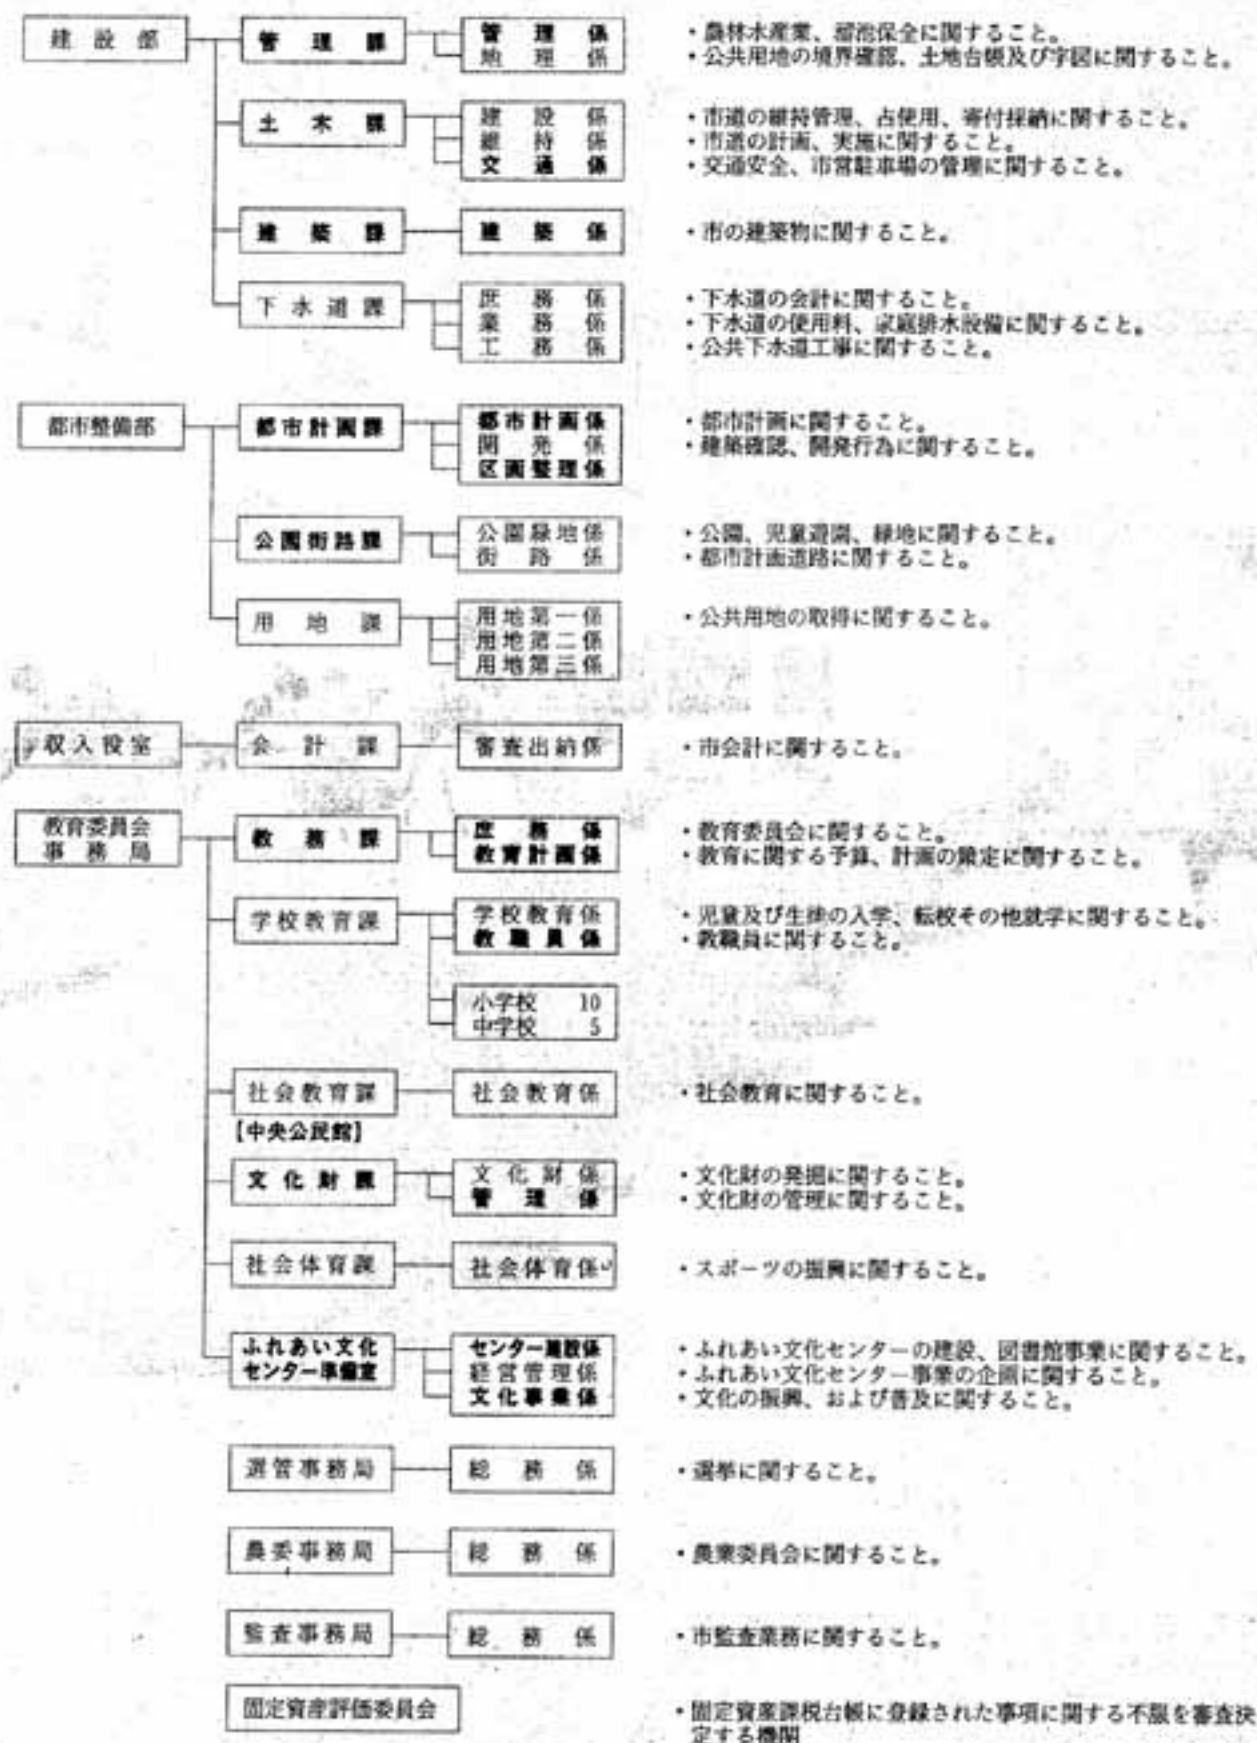 建設部 管理課 管理係 ・農林水産業、溜池保全に関すること。
地理係 ・公共用地の境界確認、土地台帳及び字図に関すること。
土木課 建設係 ・市道の維持管理、占使用、寄付採納に関すること。
維持係 ・市道の計画、実施に関すること。
交通係 ・交通安全、市営駐車場の管理に関すること。
建築課 建築係 ・市の建築物に関すること。
下水道課 庶務係 ・下水道の会計に関すること。
業務係 ・下水道の使用料、家庭排水設備に関すること。
工務係 ・公共下水道工事に関すること。
都市整備部 都市計画課 都市計画係 ・都市計画に関すること。
開発係 ・建築確認、開発行為に関すること。
区画整理係
公園街路課 公園緑地係 ・公園、児童遊園、緑地に関すること。
街路係 ・都市計画道路に関すること。
用地課 用地第一係 ・公共用地の取得に関すること。
用地第二係
用地第三係
収入役室 会計課 審査出納係 ・市会計に関すること。
教育委員会
事務局 教務課 庶務係 ・教育委員会に関すること。
教育計画係 ・教育に関する予算、計画の策定に関すること。
学校教育課 学校教育係 ・児童及び生徒の入学、転校その他就学に関すること。
教職員係 ・教職員に関すること。
小学校 10
中学校 5
社会教育課 社会教育係 ・社会教育に関すること。
【中央公民館】
文化財課 文化財係 ・文化財の発掘に関すること。
管理係 ・文化財の管理に関すること。
社会体育課 社会体育係 ・スポーツの振興に関すること。
ふれあい文化 センター建設係 ・ふれあい文化センターの建設、図書館事業に関すること。
センター準備室 経営管理係 ・ふれあい文化センター事業の企画に関すること。
文化事業係 ・文化の振興、および普及に関すること。
選管事務局 総務係 ・選挙に関すること。
農委事務局 総務係 ・農業委員会に関すること。
監査事務局 総務係 ・市監査業務に関すること。
固定資産評価委員会 ・固定資産課税台帳に登録された事項に関する不服を審査決
定する機関